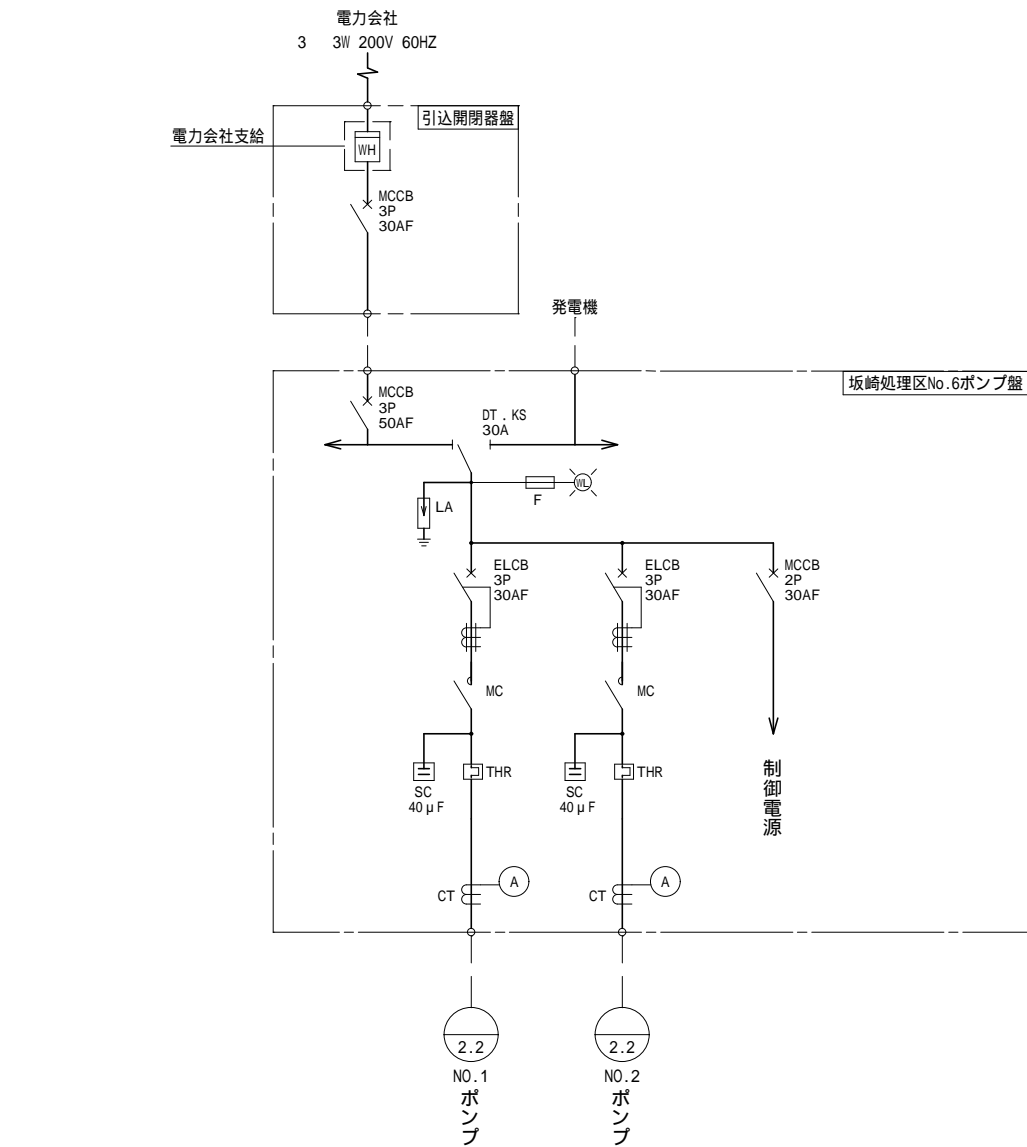 電力会社
3 3W 200V 60HZ
引込開閉器盤
電力会社支給
WH
MCCB
3P
30AF
発電機
坂崎処理区No.6ポンプ盤
MCCB
3P
50AF
DT．KS
30A
WL
F
LA
ELCB
3P
30AF
ELCB
3P
30AF
MCCB
2P
30AF
MC
MC
THR
THR
SC
40μF
SC
40μF
制御電源
CT
A
CT
A
2.2
NO.1
ポンプ
2.2
NO.2
ポンプ